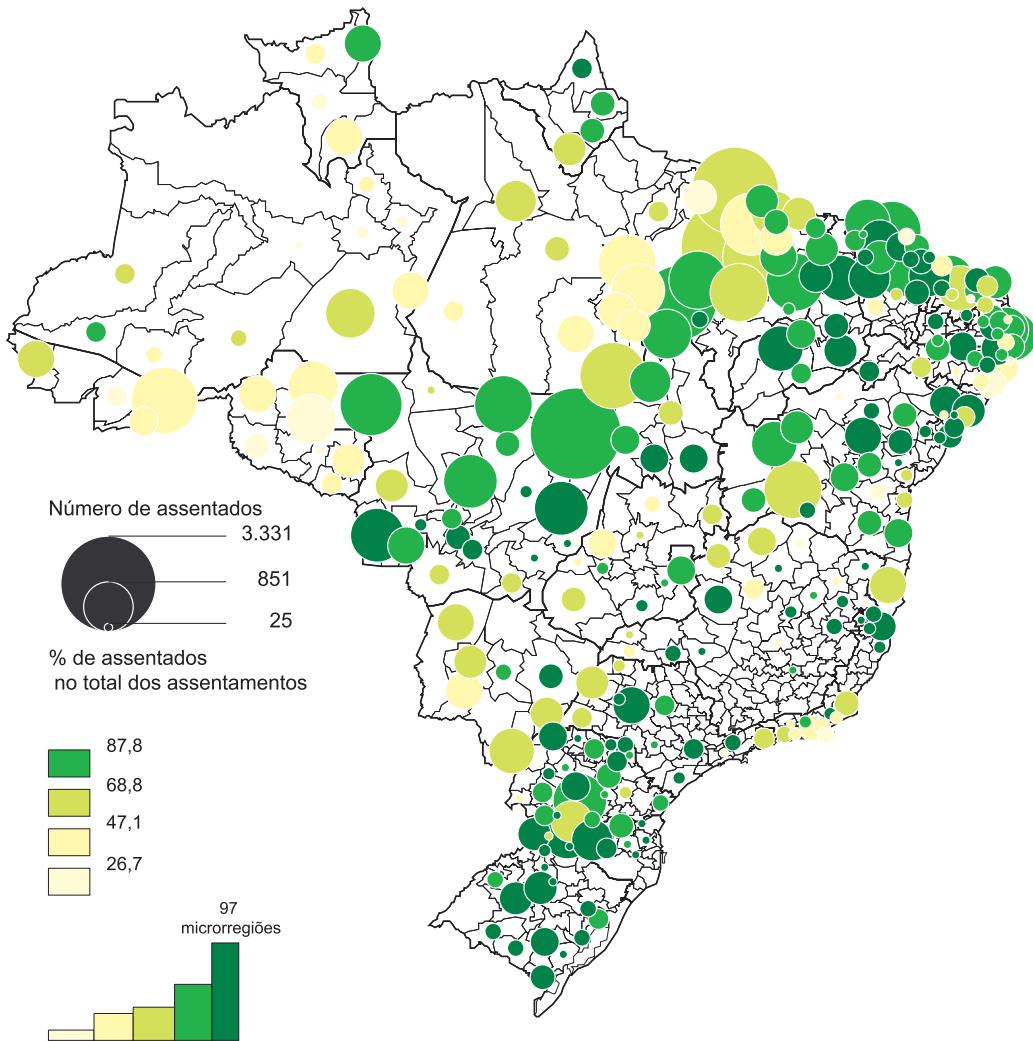 Número de assentados
3.331
851
25
% de assentados
no total dos assentamentos
87,8
68,8
47,1
26,7
97
microrregiões